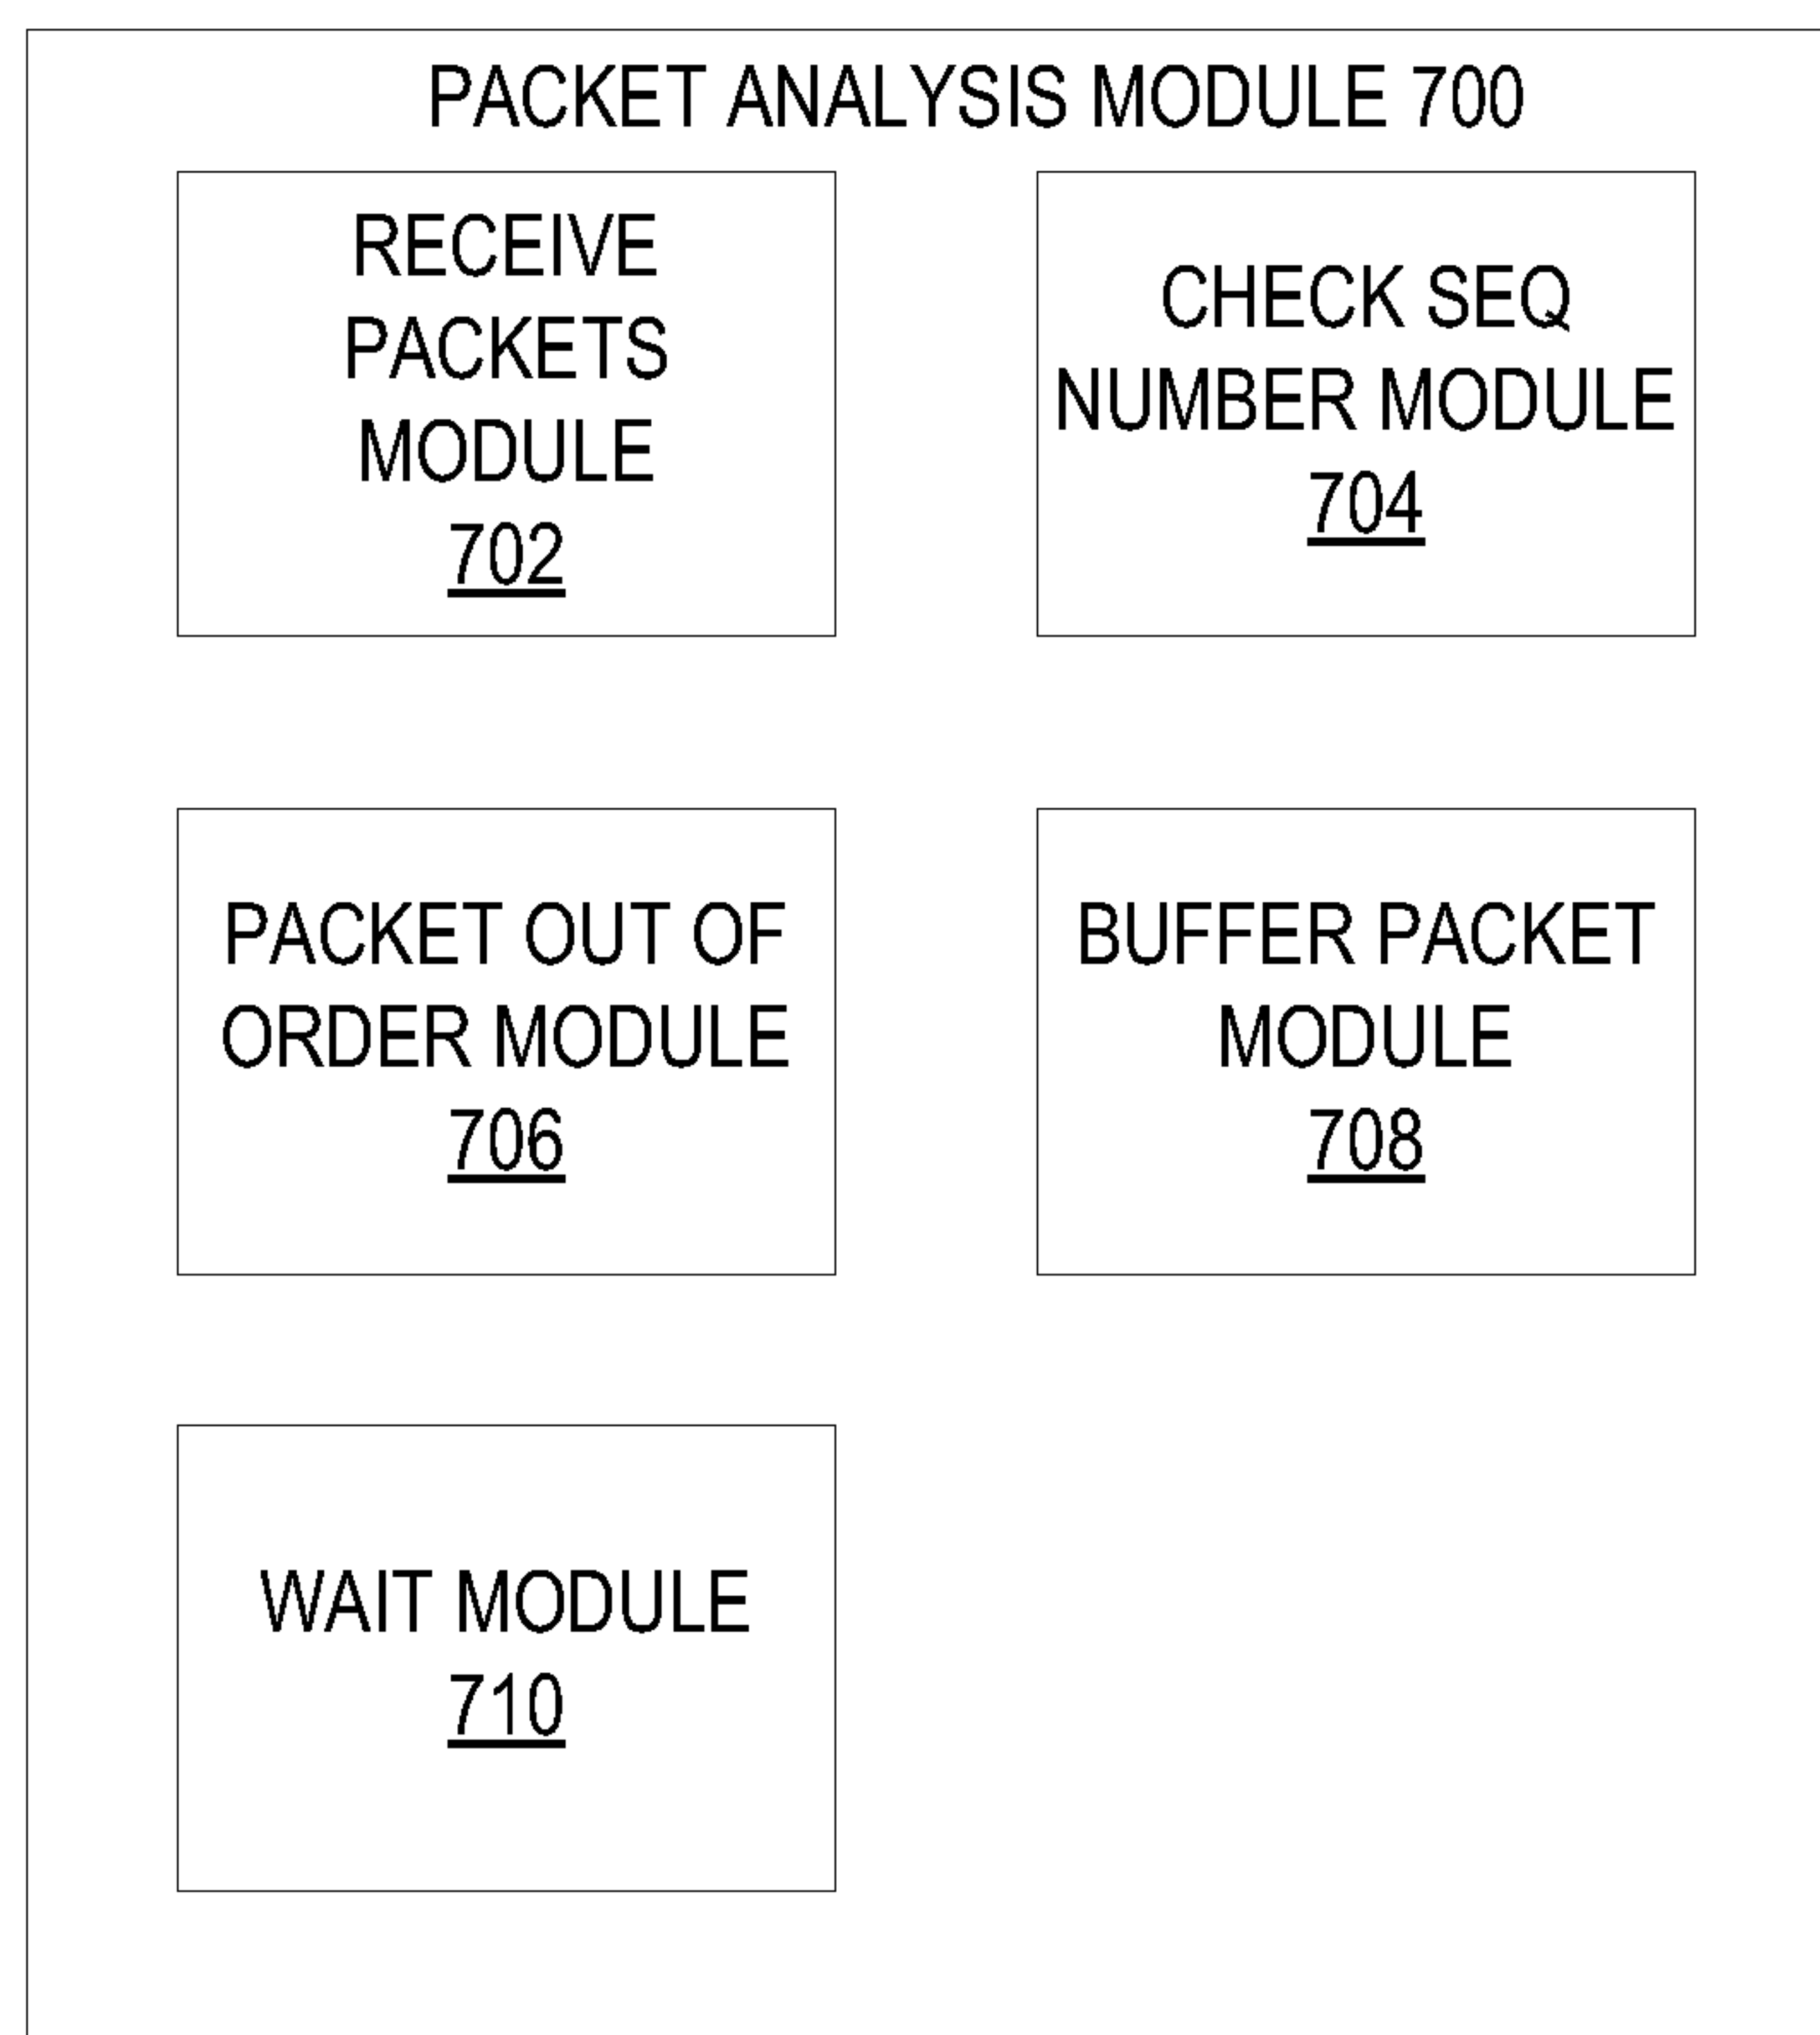 PACKET ANALYSIS MODULE 700
RECEIVE
PACKETS
MODULE
702
CHECK SEQ
NUMBER MODULE
704
PACKET OUT OF
ORDER MODULE
706
BUFFER PACKET
MODULE
708
WAIT MODULE
710